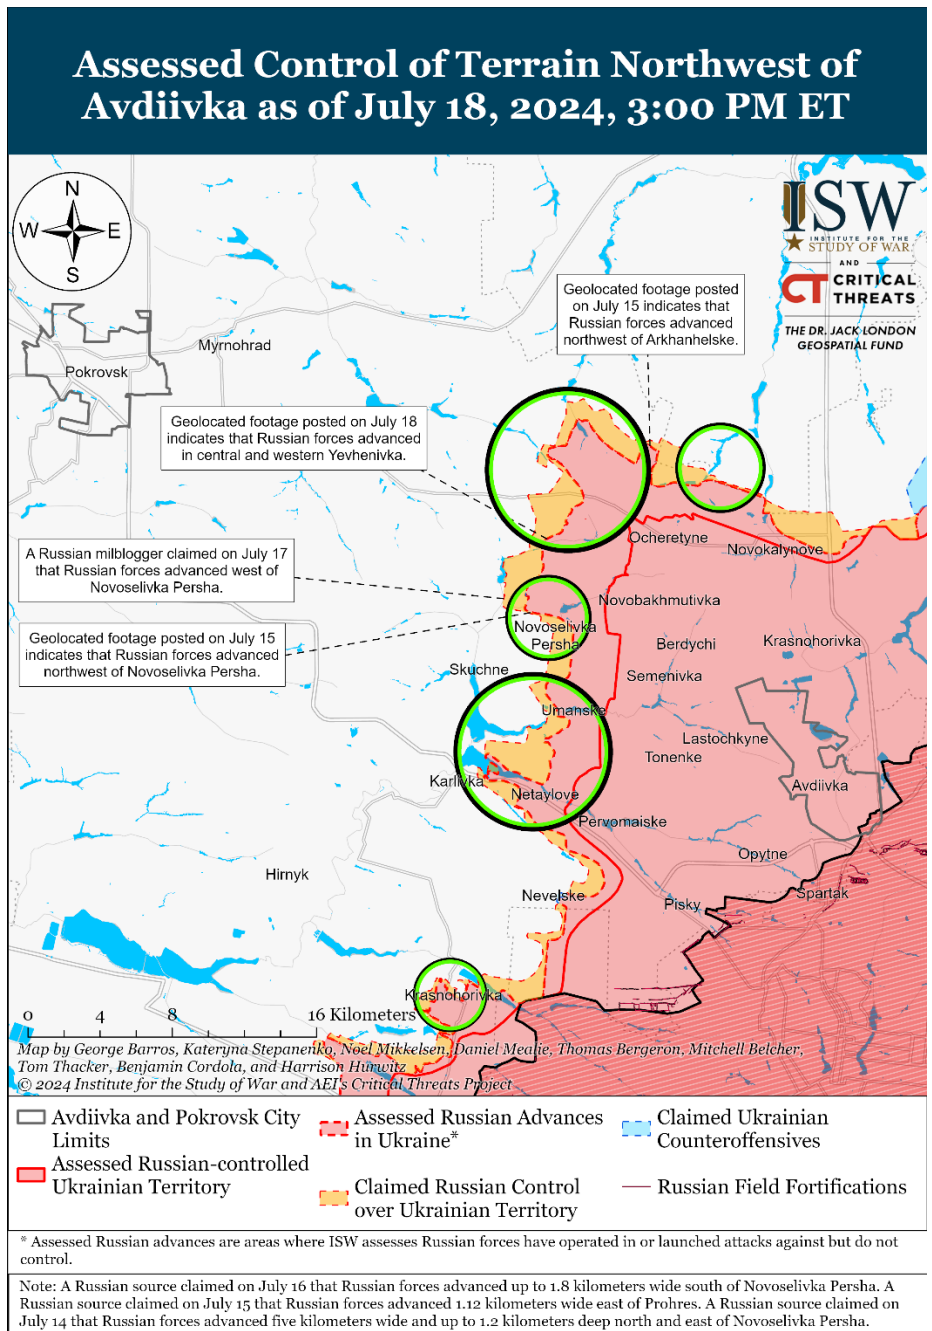 Assessed Control of Terrain Northwest of
Avdiivka as of July 18, 2024, 3:00 PM ET
N
W
E
S
ISW
INSTITUTE FOR THE
STUDY OF WAR
AND
CT CRITICAL
THREATS
THE DR. JACK LONDON
GEOSPATIAL FUND
Geolocated footage posted
on July 15 indicates that
Russian forces advanced
northwest of Arkhanhelske.
Myrnohrad
Pokrovsk
Geolocated footage posted on July 18
indicates that Russian forces advanced
in central and western Yevhenivka.
Ocheretyne
Novokalynove
A Russian milblogger claimed on July 17
that Russian forces advanced west of
Novoselivka Persha.
Novobakhmutivka
Geolocated footage posted on July 15
indicates that Russian forces advanced
northwest of Novoselivka Persha.
Novoselivka
Persha
Berdychi
Krasnohorivka
Skuchne
Semenivka
Umanske
Lastochkyne
Tonenke
Karlivka
Avdiivka
Netaylove
Pervomaiske
Opytne
Hirnyk
Nevelske
Spartak
Pisky
Krasnohorivka
0 4 8 16 Kilometers
Map by George Barros, Kateryna Stepanenko, Noel Mikkelsen, Daniel Mealie, Thomas Bergeron, Mitchell Belcher,
Tom Thacker, Benjamin Cordola, and Harrison Hurwitz
© 2024 Institute for the Study of War and AEI's Critical Threats Project
Avdiivka and Pokrovsk City
Limits
Assessed Russian-controlled
Ukrainian Territory
Assessed Russian Advances
in Ukraine*
Claimed Russian Control
over Ukrainian Territory
Claimed Ukrainian
Counteroffensives
Russian Field Fortifications
* Assessed Russian advances are areas where ISW assesses Russian forces have operated in or launched attacks against but do not
control.
Note: A Russian source claimed on July 16 that Russian forces advanced up to 1.8 kilometers wide south of Novoselivka Persha. A
Russian source claimed on July 15 that Russian forces advanced 1.12 kilometers wide east of Prohres. A Russian source claimed on
July 14 that Russian forces advanced five kilometers wide and up to 1.2 kilometers deep north and east of Novoselivka Persha.